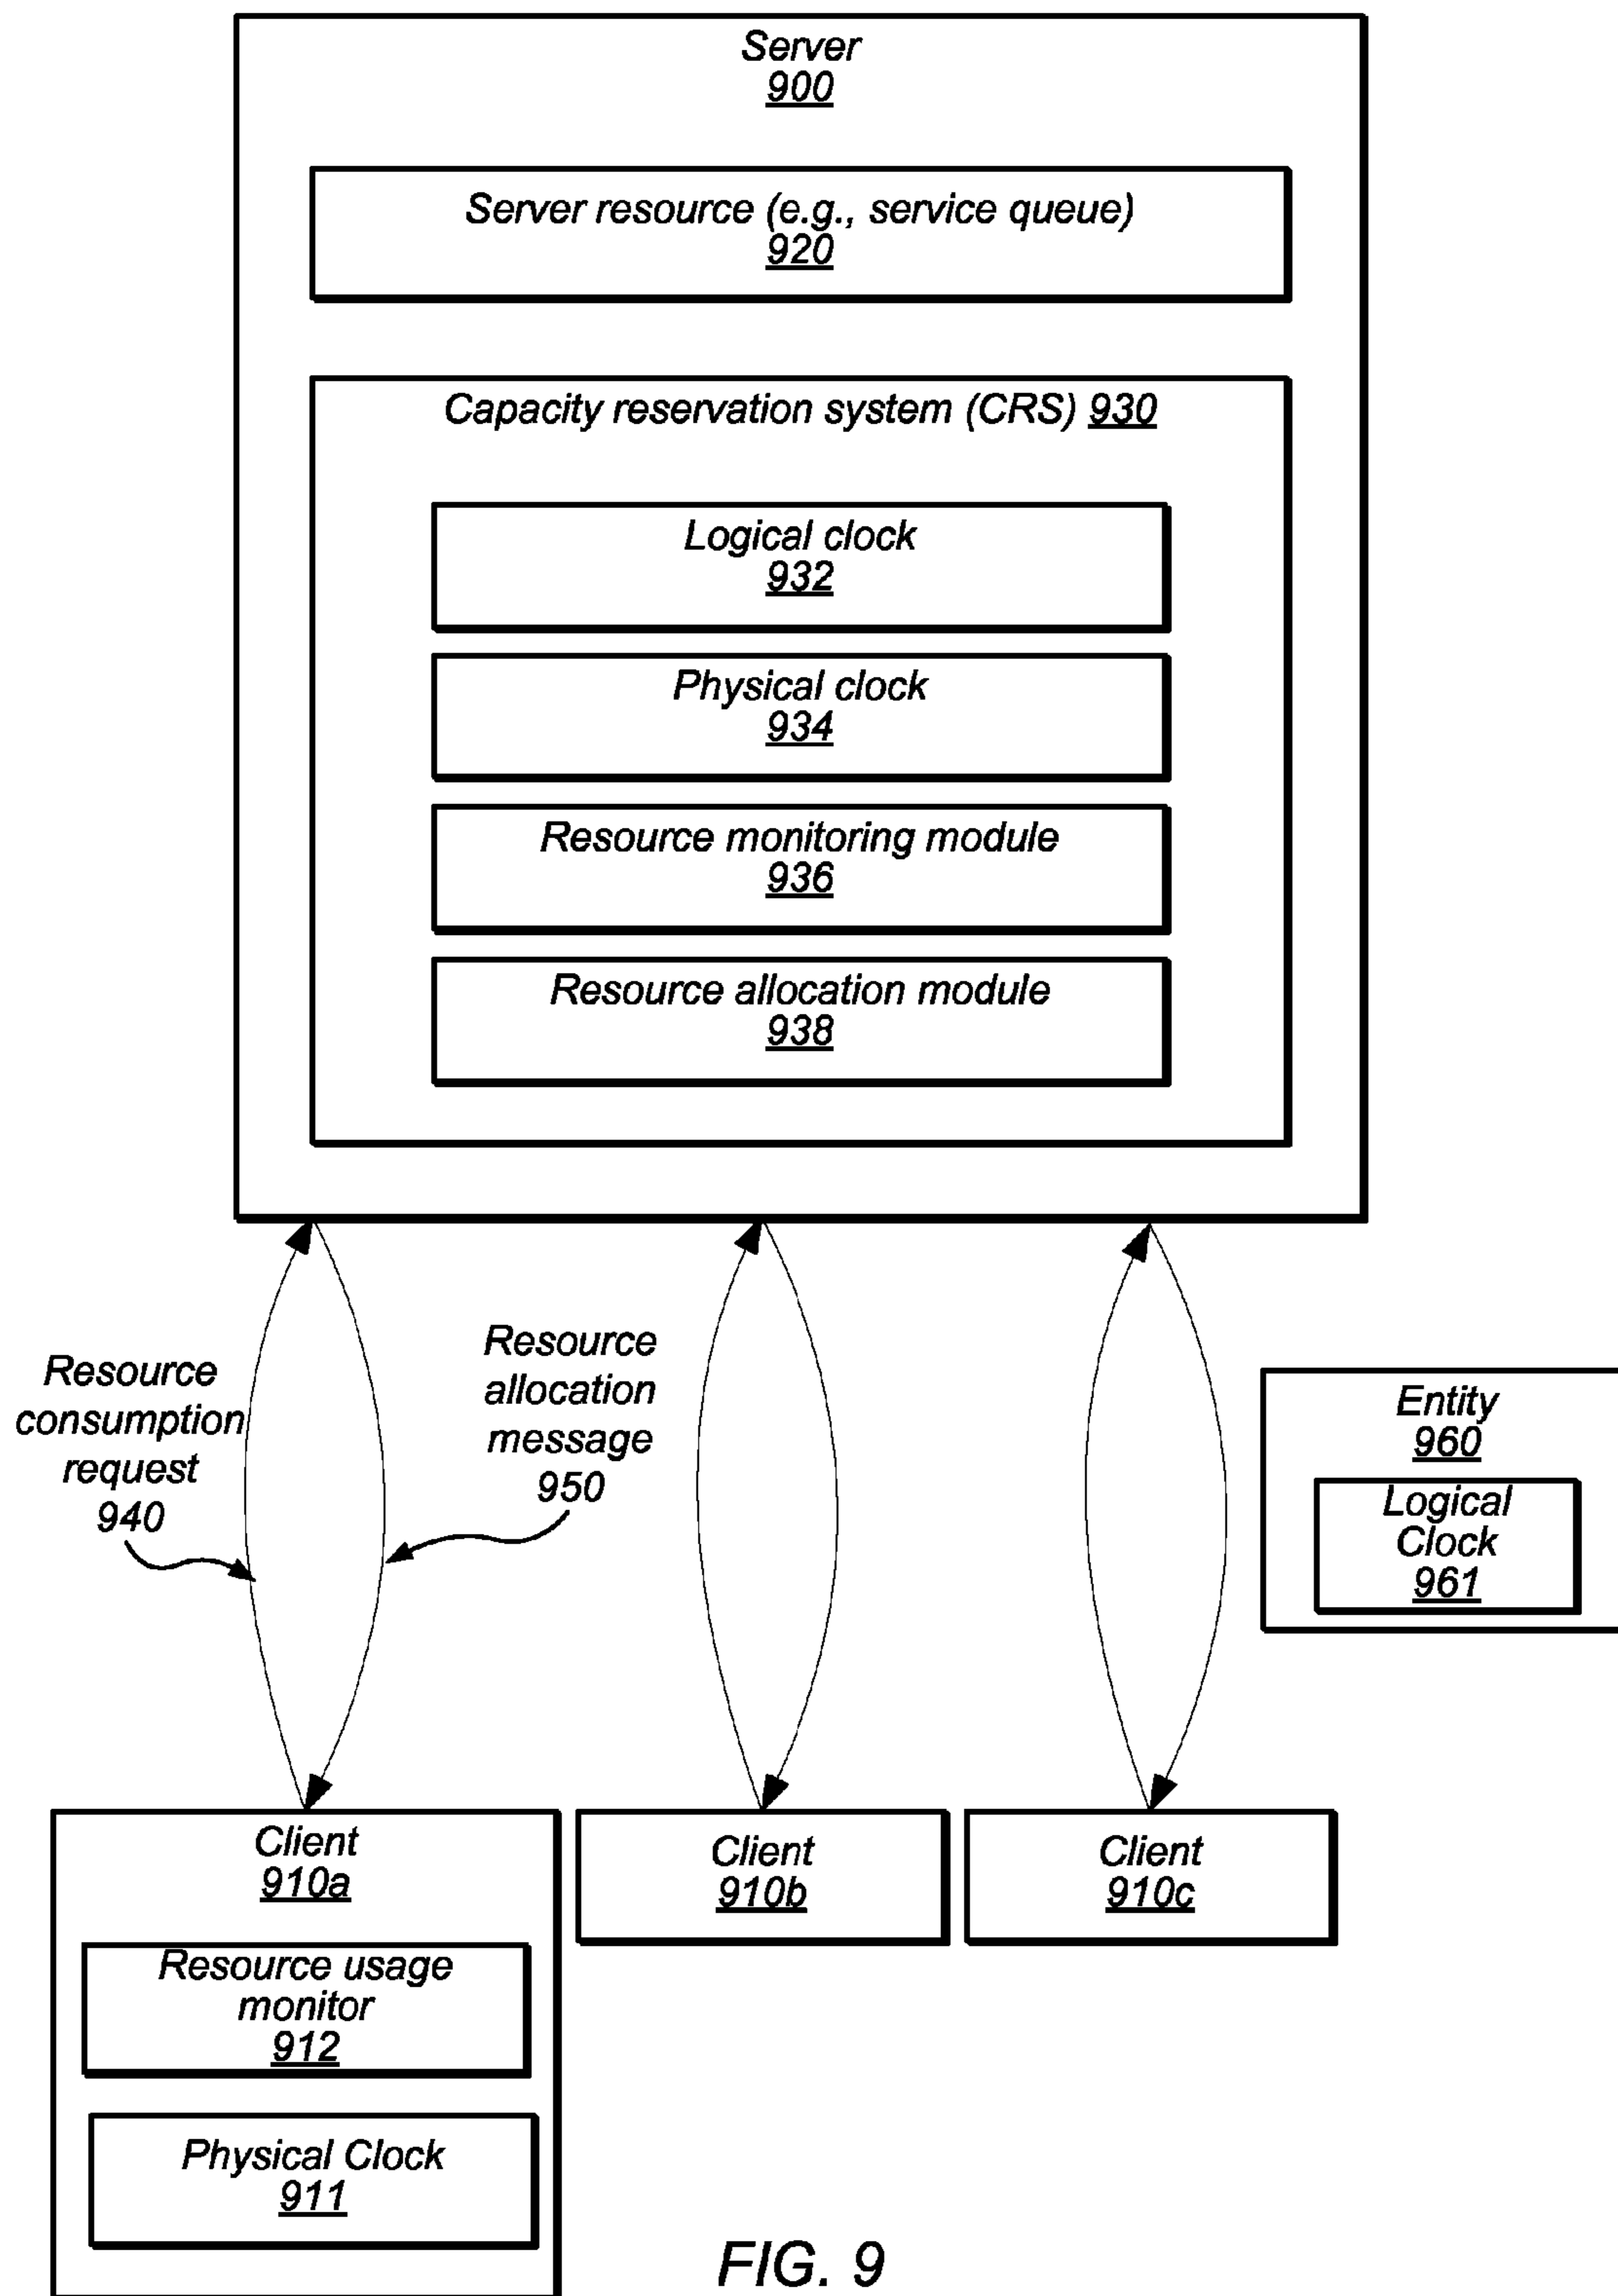 Server
900
Server resource (e.g., service queue)
920
Capacity reservation system (CRS) 930
Logical clock
932
Physical clock
934
Resource monitoring module
936
Resource allocation module
938
Resource
consumption
request
940
Resource
allocation
message
950
Entity
960
Logical
Clock
961
Client
910a
Resource usage
monitor
912
Physical Clock
911
Client
910b
Client
910c
FIG. 9